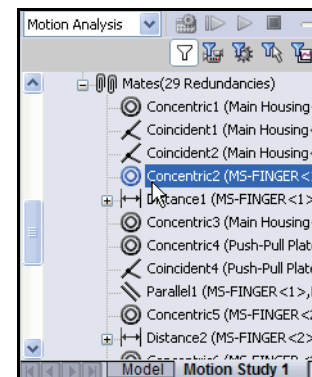 Motion Analysis
Mates(29 Redundancies)
Concentric1 (Main Housing
Coincident1 (Main Housing<
Coincident2 (Main Housing<
Concentric2 (MS-FINGER<1
Distance1 (MS-FINGER<1>
Concentric3 (Main Housing
Concentric4 (Push-Pull Plat
Coincident4 (Push-Pull Plate
Parallel1 (MS-FINGER<1>,
Concentric5 (MS-FINGER<2
Distance2 (MS-FINGER<2>
Model Motion Study 1